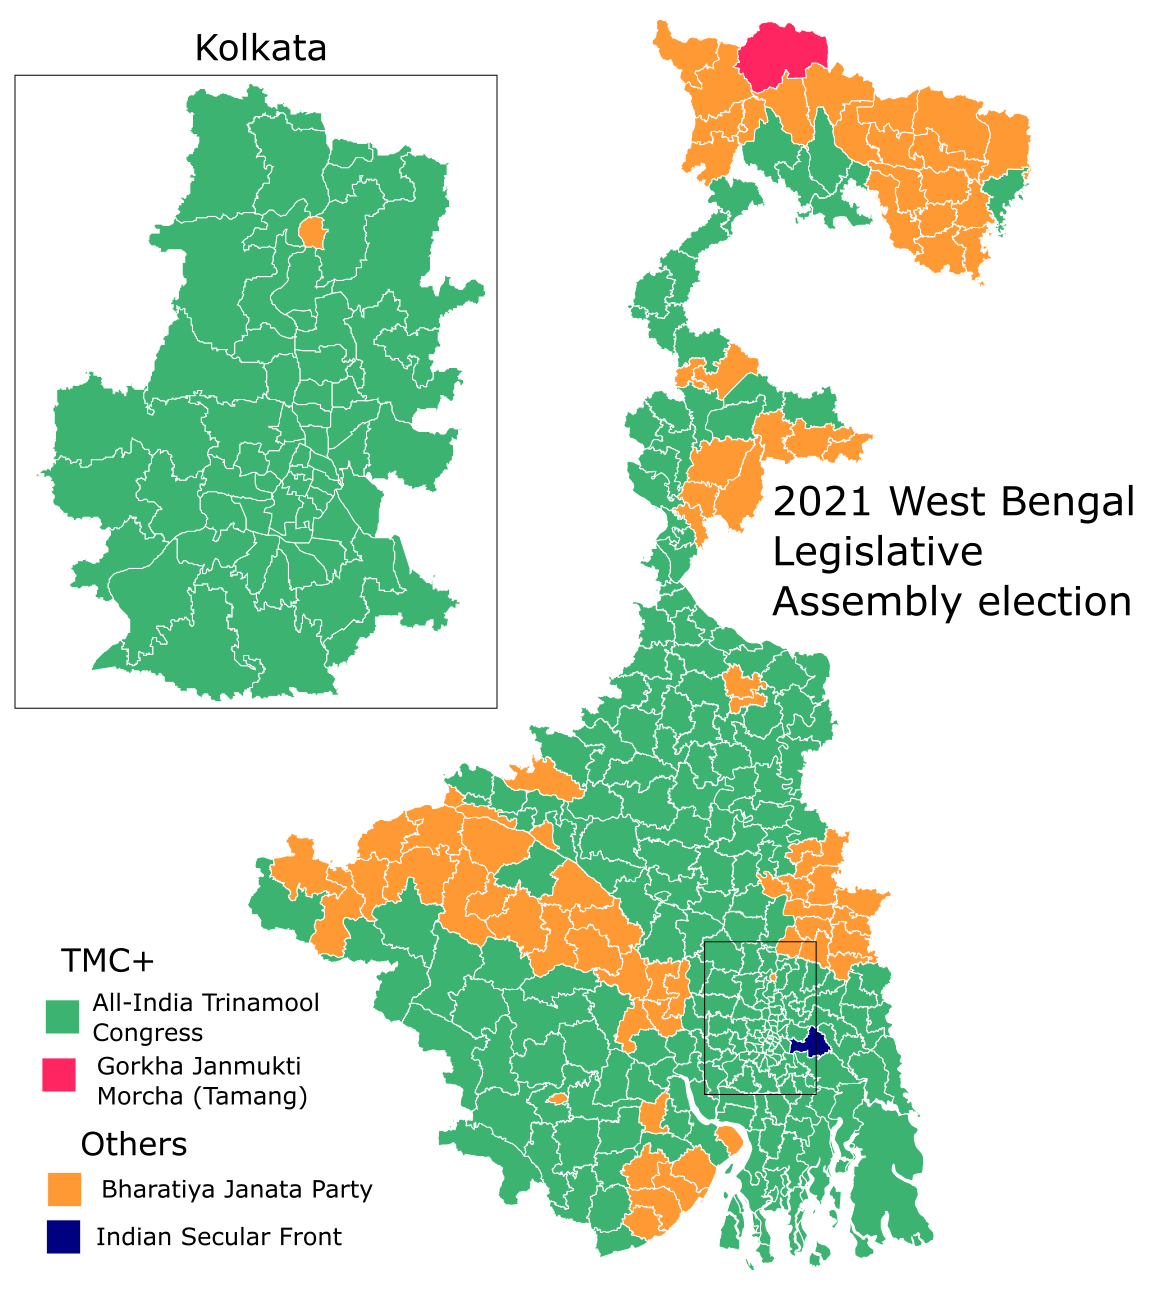 Kolkata
2021 West Bengal
Legislative
Assembly election
TMC+
All-India Trinamool
Congress
Gorkha Janmukti
Morcha (Tamang)
Others
Bharatiya Janata Party
Indian Secular Front